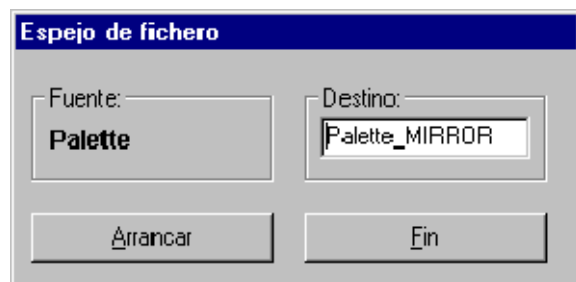 Espejo de fichero
Fuente:
Palette
Destino:
Palette_MIRROR
Arrancar
Fin